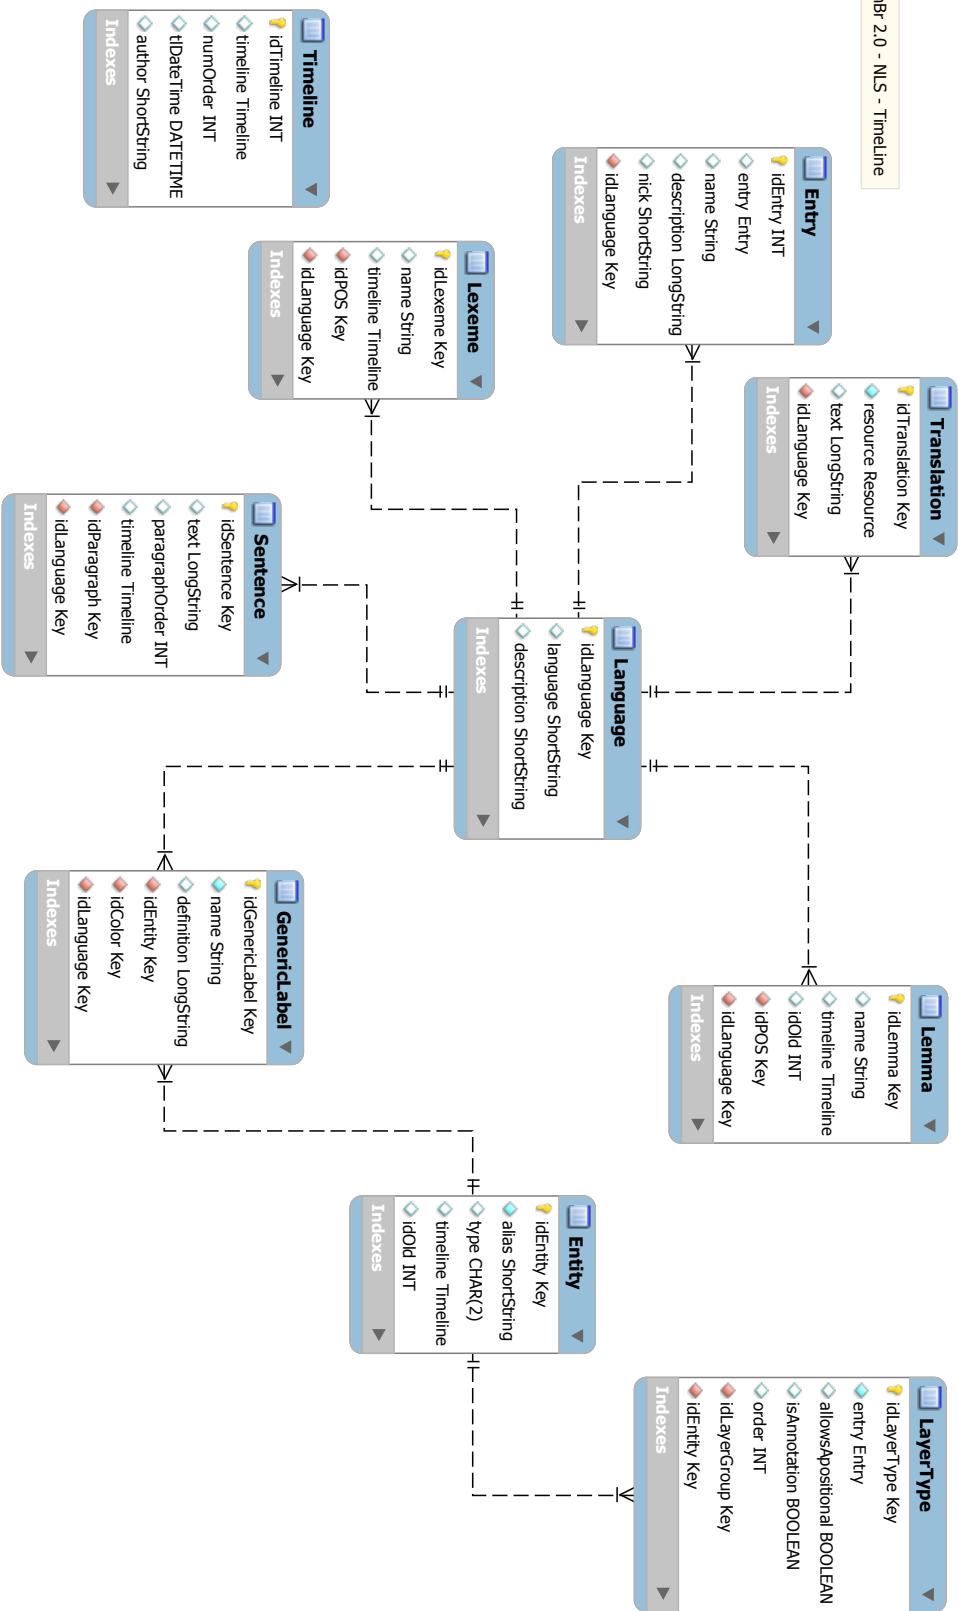 nBr 2.0 - NLS - TimeLine
Timeline
idTimeline INT
timeline Timeline
numOrder INT
tlDateTime DATETIME
author ShortString
Indexes
Entry
idEntry INT
entry Entry
name String
description LongString
nick ShortString
idLanguage Key
Indexes
Lexeme
idLexeme Key
name String
timeline Timeline
idPOS Key
idLanguage Key
Indexes
Translation
idTranslation Key
resource Resource
text LongString
idLanguage Key
Indexes
Sentence
idSentence Key
text LongString
paragraphOrder INT
timeline Timeline
idParagraph Key
idLanguage Key
Indexes
Language
idLanguage Key
language ShortString
description ShortString
Indexes
GenericLabel
idGenericLabel Key
name String
definition LongString
idEntity Key
idColor Key
idLanguage Key
Indexes
Lemma
idLemma Key
name String
timeline Timeline
idOld INT
idPOS Key
idLanguage Key
Indexes
Entity
idEntity Key
alias ShortString
type CHAR(2)
timeline Timeline
idOld INT
Indexes
LayerType
idLayerType Key
entry Entry
allowsApositional BOOLEAN
isAnnotation BOOLEAN
order INT
idLayerGroup Key
idEntity Key
Indexes